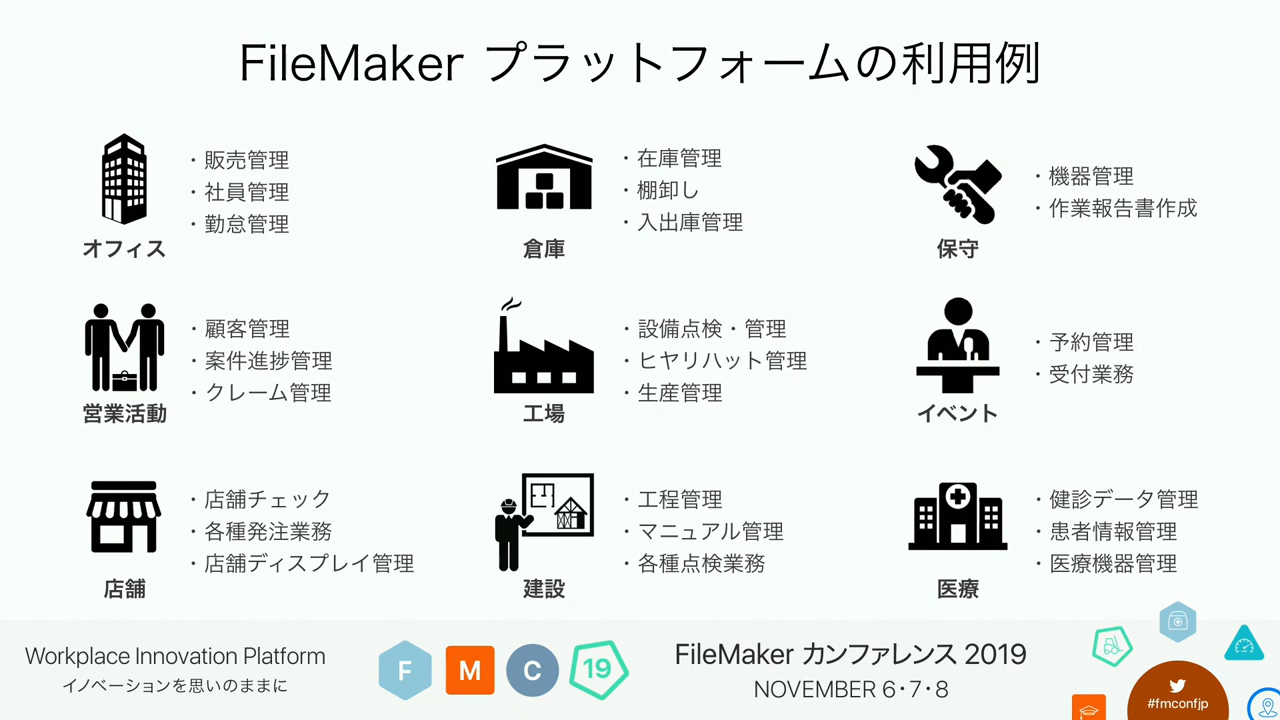 FileMaker プラットフォームの利用例
・販売管理
・社員管理
・勤怠管理
オフィス
・在庫管理
・棚卸し
・入出庫管理
倉庫
・機器管理
・作業報告書作成
保守
・顧客管理
・案件進捗管理
・クレーム管理
営業活動
・設備点検・管理
・ヒヤリハット管理
・生産管理
工場
・予約管理
・受付業務
イベント
・店舗チェック
・各種発注業務
・店舗ディスプレイ管理
店舗
・工程管理
・マニュアル管理
・各種点検業務
建設
・健診データ管理
・患者情報管理
・医療機器管理
医療
Workplace Innovation Platform
イノベーションを思いのままに
F M C 19
FileMaker カンファレンス 2019
NOVEMBER 6・7・8
#fmconfjp